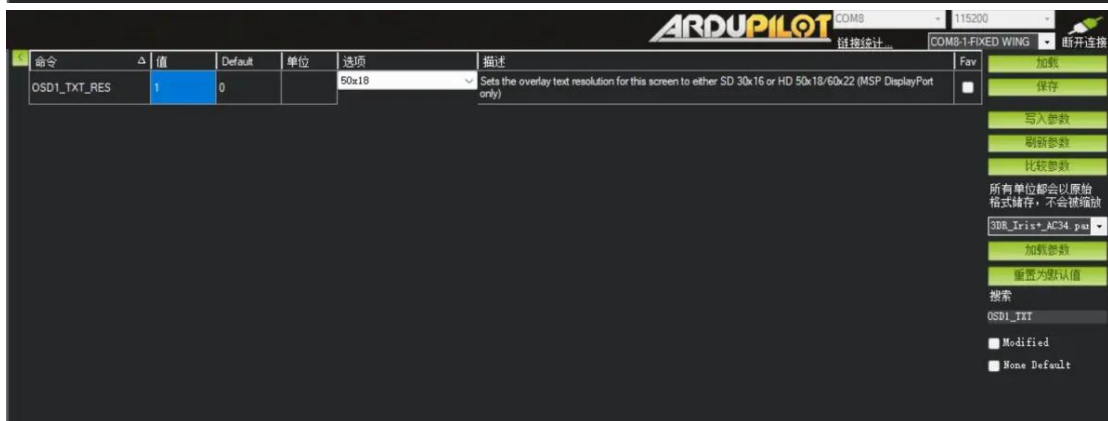 ARDUPILOT
COM8
115200
链接统计...
COM8-1-FIXED WING
断开连接
命令 值 Default 单位 选项 描述 Fav
OSD1_TXT_RES 1 0 50x18 Sets the overlay text resolution for this screen to either SD 30x16 or HD 50x18/60x22 (MSP DisplayPort
only)
加载
保存
写入参数
刷新参数
比较参数
所有单位都会以原始
格式储存，不会被缩放
3DR_Iris+_AC34.par
加载参数
重置为默认值
搜索
OSD1_TXT
Modified
None Default